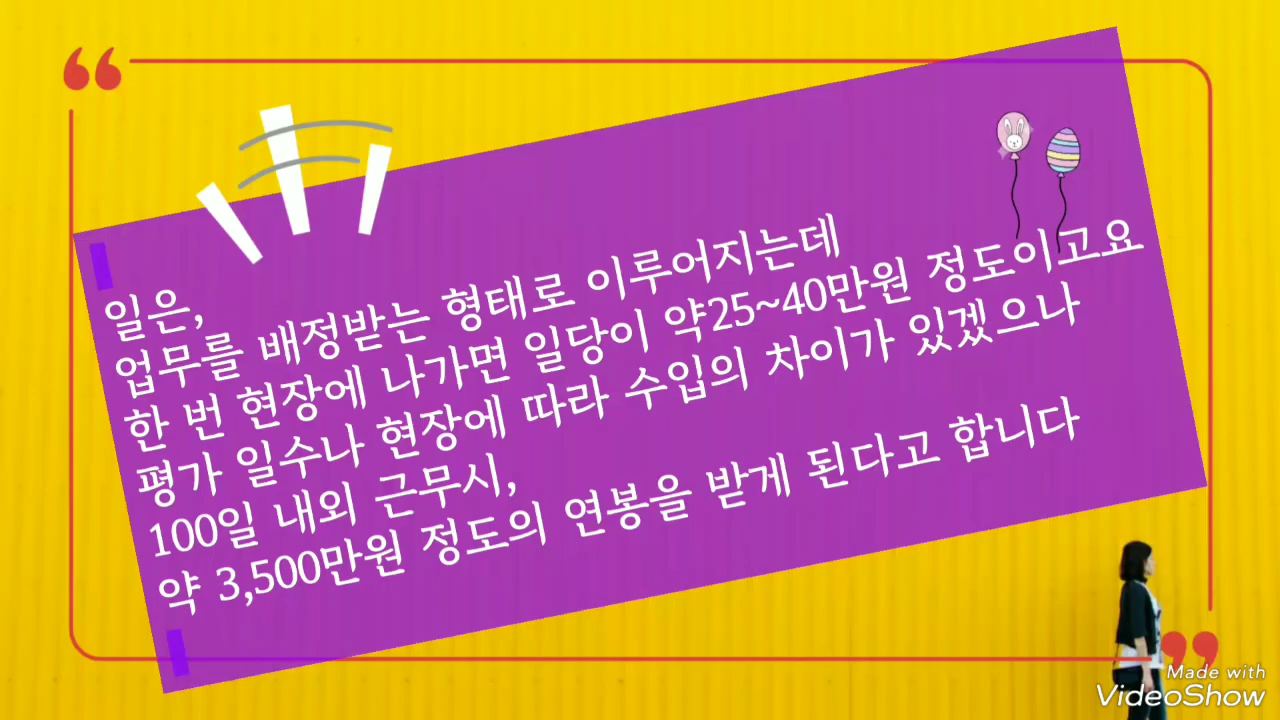 일은,
업무를 배정받는 형태로 이루어지는데
한 번 현장에 나가면 일당이 약25~40만원 정도이고요
평가 일수나 현장에 따라 수입의 차이가 있겠으나
100일 내외 근무시,
약 3,500만원 정도의 연봉을 받게 된다고 합니다
Made with
VideoShow